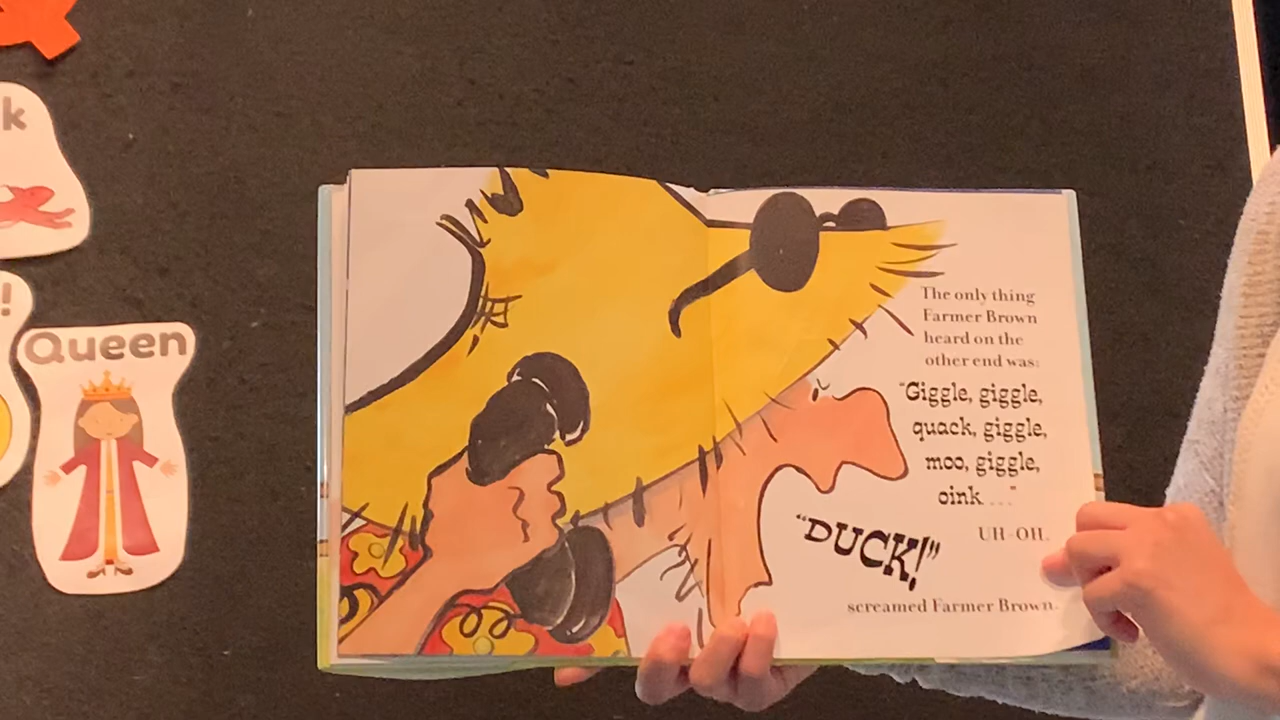 k
!
Queen
The only thing
Farmer Brown
heard on the
other end was:
"Giggle, giggle,
quack, giggle,
moo, giggle,
oink . . ."
UH-OH.
"DUCK!"
screamed Farmer Brown.